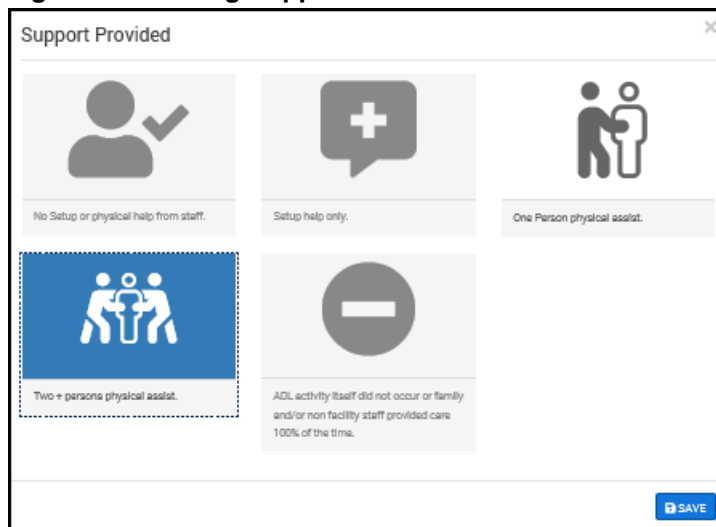 Support Provided
×
No Setup or physical help from staff.
Setup help only.
One Person physical assist.
Two + persons physical assist.
ADL activity itself did not occur or family
and/or non facility staff provided care
100% of the time.
SAVE